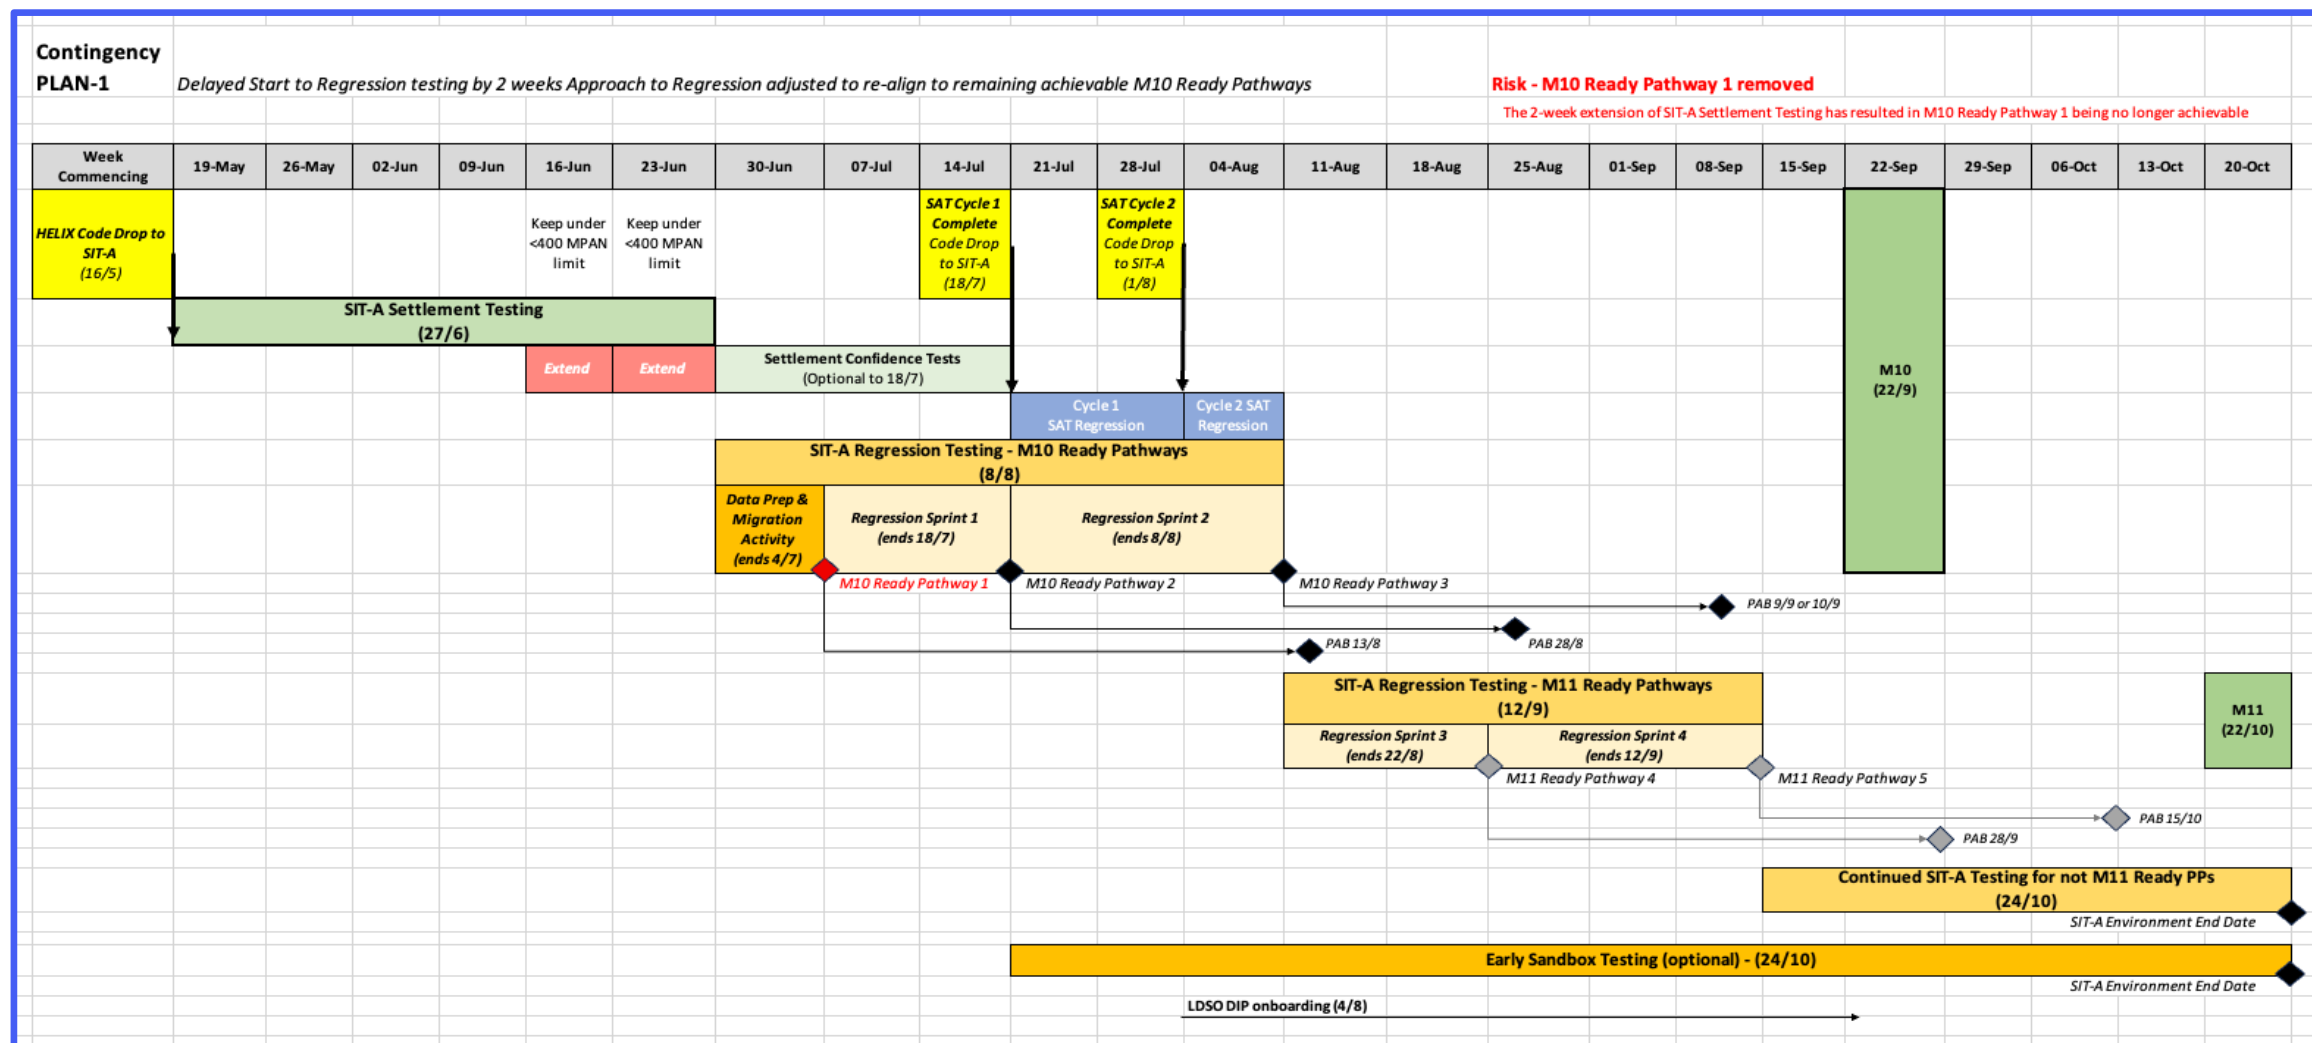 Contingency
PLAN-1
Delayed Start to Regression testing by 2 weeks Approach to Regression adjusted to re-align to remaining achievable M10 Ready Pathways
Risk - M10 Ready Pathway 1 removed
The 2-week extension of SIT-A Settlement Testing has resulted in M10 Ready Pathway 1 being no longer achievable
Week
Commencing
19-May
26-May
02-Jun
09-Jun
16-Jun
23-Jun
30-Jun
07-Jul
14-Jul
21-Jul
28-Jul
04-Aug
11-Aug
18-Aug
25-Aug
01-Sep
08-Sep
15-Sep
22-Sep
29-Sep
06-Oct
13-Oct
20-Oct
HELIX Code Drop to
SIT-A
(16/5)
Keep under
<400 MPAN
limit
Keep under
<400 MPAN
limit
SAT Cycle 1
Complete
Code Drop
to SIT-A
(18/7)
SAT Cycle 2
Complete
Code Drop
to SIT-A
(1/8)
SIT-A Settlement Testing
(27/6)
Extend
Extend
Settlement Confidence Tests
(Optional to 18/7)
M10
(22/9)
Cycle 1
SAT Regression
Cycle 2 SAT
Regression
SIT-A Regression Testing - M10 Ready Pathways
(8/8)
Data Prep &
Migration
Activity
(ends 4/7)
Regression Sprint 1
(ends 18/7)
Regression Sprint 2
(ends 8/8)
M10 Ready Pathway 1
M10 Ready Pathway 2
M10 Ready Pathway 3
PAB 9/9 or 10/9
PAB 28/8
PAB 13/8
SIT-A Regression Testing - M11 Ready Pathways
(12/9)
M11
(22/10)
Regression Sprint 3
(ends 22/8)
Regression Sprint 4
(ends 12/9)
M11 Ready Pathway 4
M11 Ready Pathway 5
PAB 15/10
PAB 28/9
Continued SIT-A Testing for not M11 Ready PPs
(24/10)
SIT-A Environment End Date
Early Sandbox Testing (optional) - (24/10)
SIT-A Environment End Date
LDSO DIP onboarding (4/8)